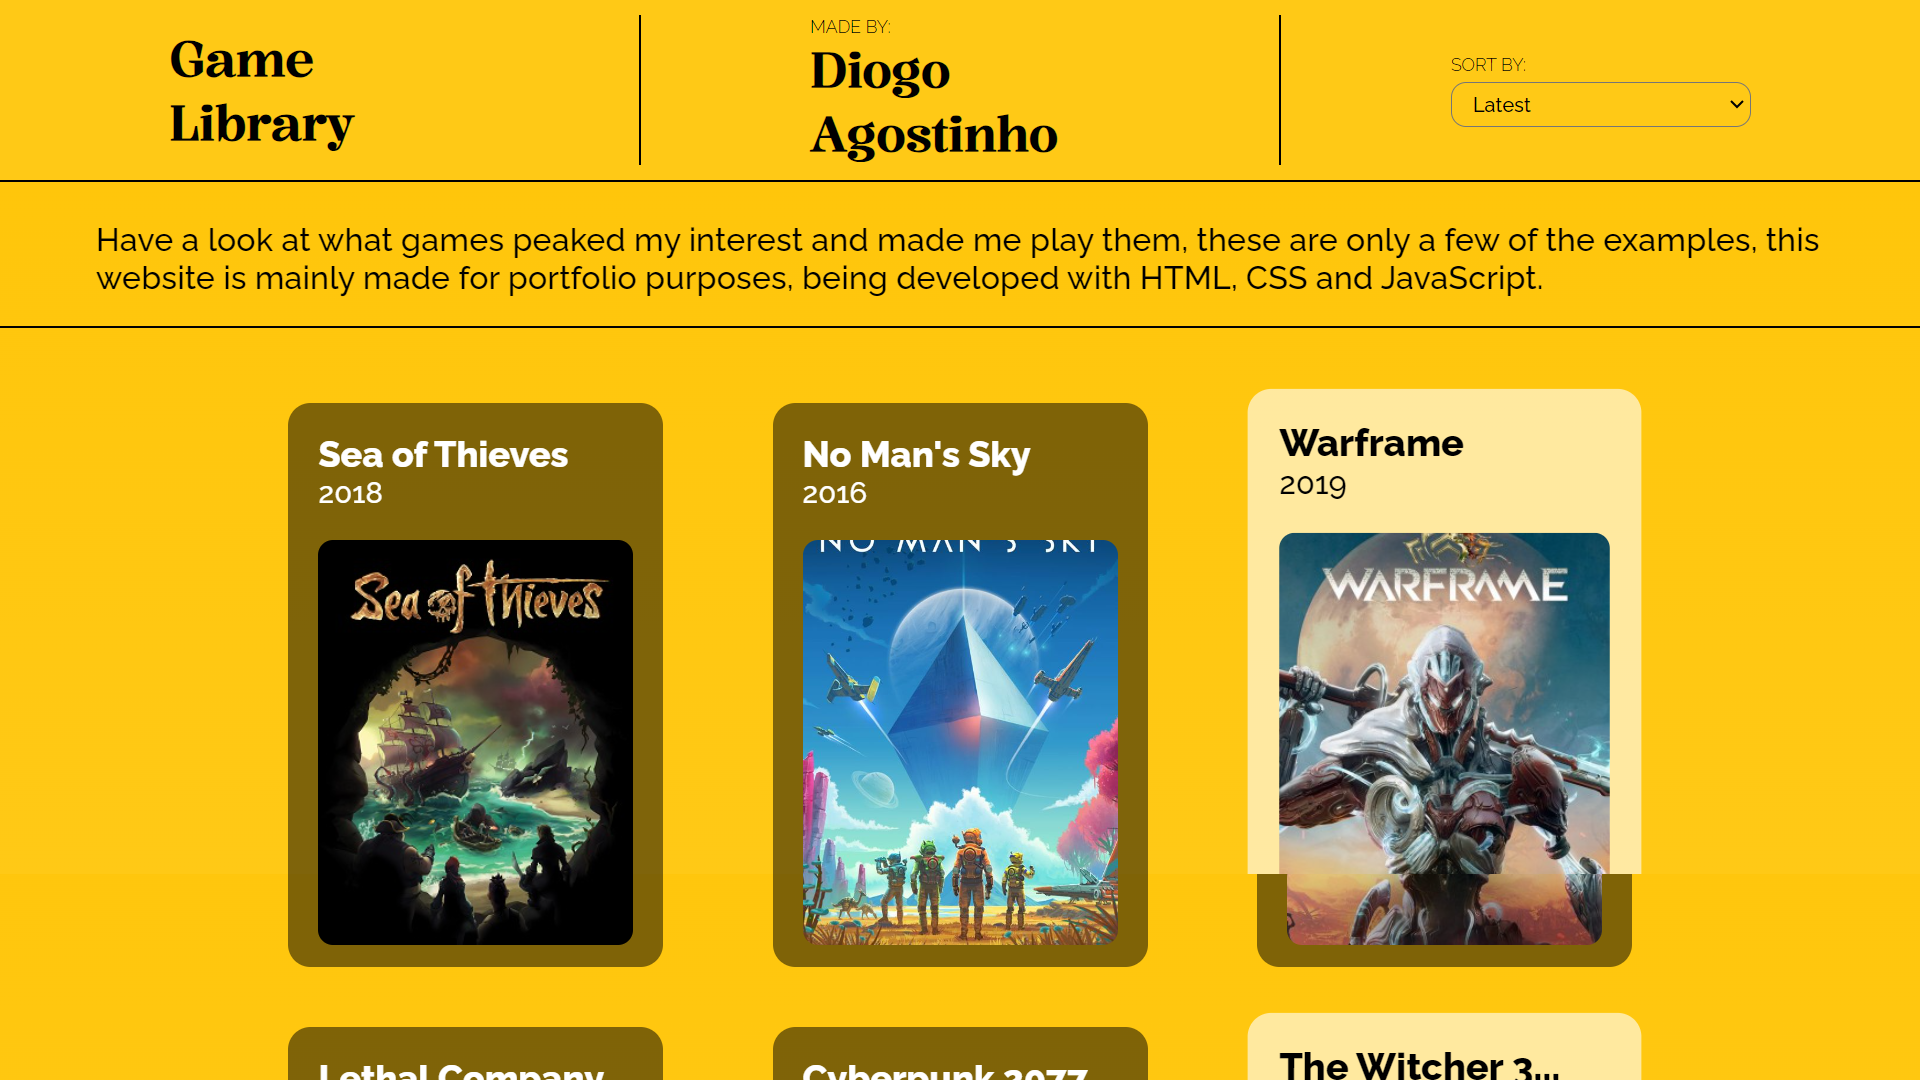 Game
Library
MADE BY:
Diogo
Agostinho
SORT BY:
Latest
Have a look at what games peaked my interest and made me play them, these are only a few of the examples, this
website is mainly made for portfolio purposes, being developed with HTML, CSS and JavaScript.
Sea of Thieves
2018
Sea of Thieves
No Man's Sky
2016
NO MAN'S SKY
Warframe
2019
WARFRAME
Lethal Company
Cyberpunk 2077
The Witcher 3...